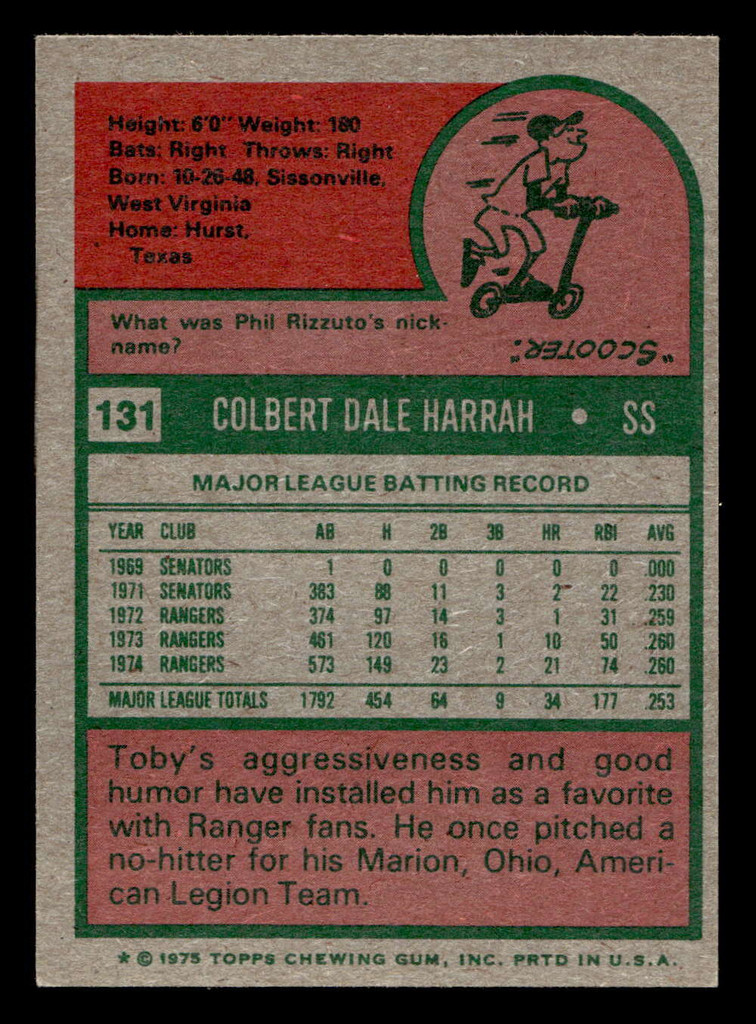 Height: 6'0" Weight: 180
Bats: Right Throws: Right
Born: 10-26-48, Sissonville,
West Virginia
Home: Hurst,
Texas
What was Phil Rizzuto's nick-
name?
"SCOOTER."
131 COLBERT DALE HARRAH • SS
MAJOR LEAGUE BATTING RECORD
YEAR CLUB AB H 2B 3B HR RBI AVG
1969 SENATORS 1 0 0 0 0 0 .000
1971 SENATORS 383 88 11 3 2 22 .230
1972 RANGERS 374 97 14 3 1 31 .259
1973 RANGERS 461 120 16 1 10 50 .260
1974 RANGERS 573 149 23 2 21 74 .260
MAJOR LEAGUE TOTALS 1792 454 64 9 34 177 .253
Toby's aggressiveness and good
humor have installed him as a favorite
with Ranger fans. He once pitched a
no-hitter for his Marion, Ohio, Ameri-
can Legion Team.
* © 1975 TOPPS CHEWING GUM, INC. PRTD IN U.S.A.